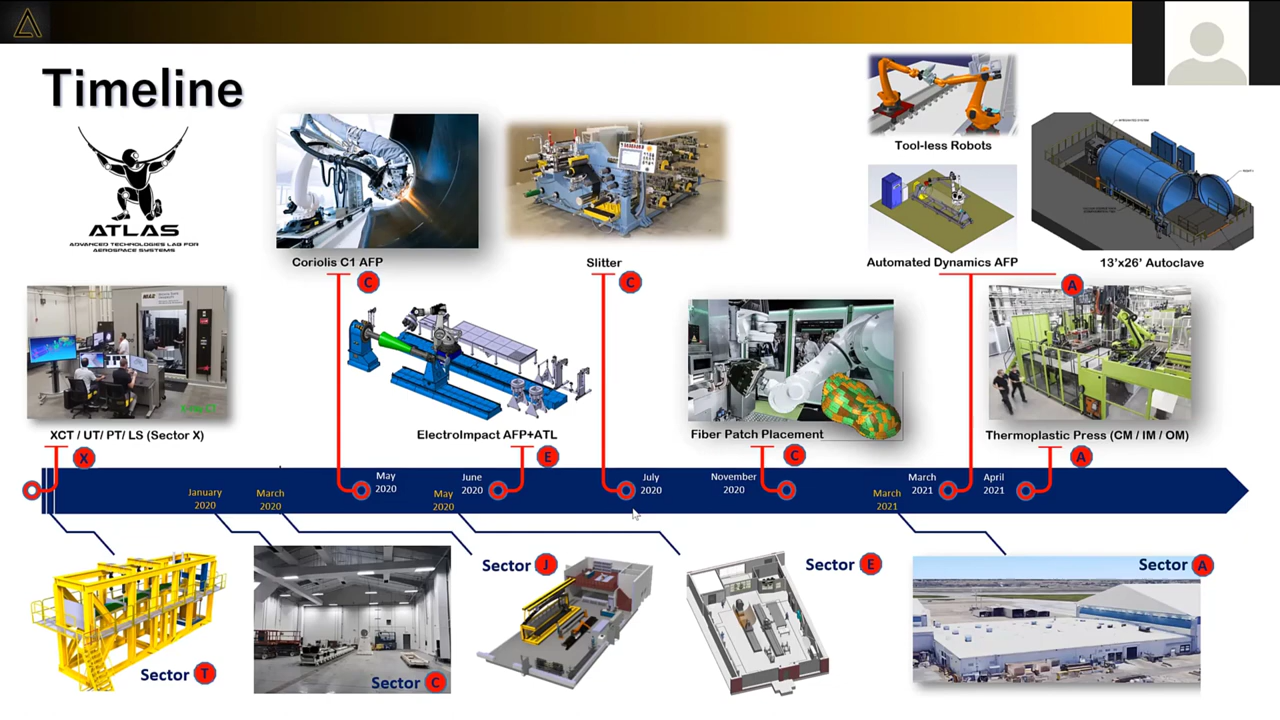 Timeline
ATLAS
ADVANCED TECHNOLOGIES LAB FOR
AEROSPACE SYSTEMS
Coriolis C1 AFP
C
Slitter
C
Tool-less Robots
Automated Dynamics AFP
13'x26' Autoclave
A
XCT / UT/ PT/ LS (Sector X)
X
ElectroImpact AFP+ATL
E
Fiber Patch Placement
C
Thermoplastic Press (CM / IM / OM)
A
January
2020
March
2020
May
2020
May
2020
June
2020
July
2020
November
2020
March
2021
March
2021
April
2021
Sector T
Sector C
Sector J
Sector E
Sector A